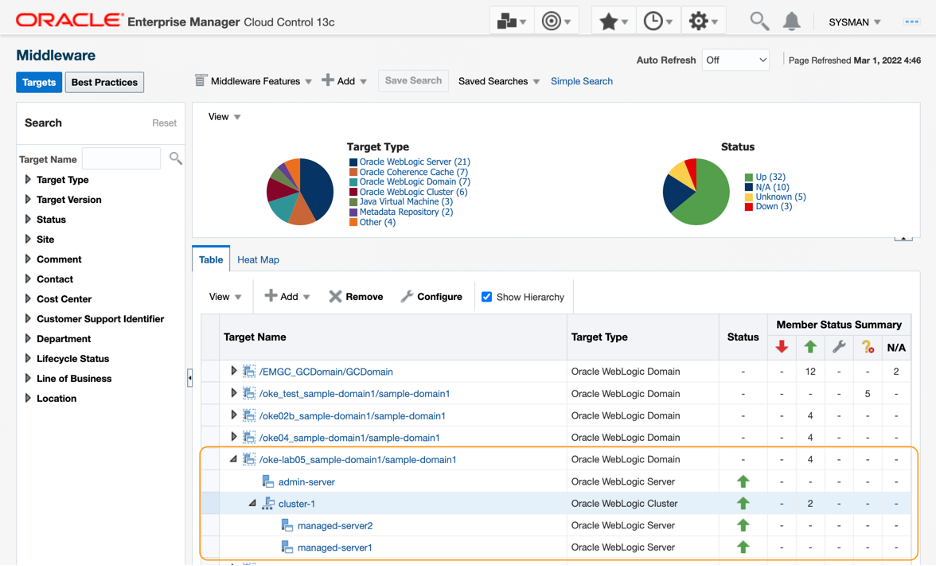 ORACLE® Enterprise Manager Cloud Control 13c
SYSMAN
Middleware
Auto Refresh Off Page Refreshed Mar 1, 2022 4:46
Targets Best Practices
Middleware Features Add Save Search Saved Searches Simple Search
Search Reset
Target Name
Target Type
Target Version
Status
Site
Comment
Contact
Cost Center
Customer Support Identifier
Department
Lifecycle Status
Line of Business
Location
View
Target Type
Oracle WebLogic Server (21)
Oracle Coherence Cache (7)
Oracle WebLogic Domain (7)
Oracle WebLogic Cluster (6)
Java Virtual Machine (3)
Metadata Repository (2)
Other (4)
Status
Up (32)
N/A (10)
Unknown (5)
Down (3)
Table Heat Map
View Add Remove Configure Show Hierarchy
Target Name Target Type Status Member Status Summary
N/A
/EMGC_GCDomain/GCDomain Oracle WebLogic Domain - - 12 - - 2
/oke_test_sample-domain1/sample-domain1 Oracle WebLogic Domain - - - - 5 -
/oke02b_sample-domain1/sample-domain1 Oracle WebLogic Domain - - 4 - - -
/oke04_sample-domain1/sample-domain1 Oracle WebLogic Domain - - 4 - - -
/oke-lab05_sample-domain1/sample-domain1 Oracle WebLogic Domain - - 4 - - -
admin-server Oracle WebLogic Server - - - - -
cluster-1 Oracle WebLogic Cluster - 2 - - -
managed-server2 Oracle WebLogic Server - - - - -
managed-server1 Oracle WebLogic Server - - - - -